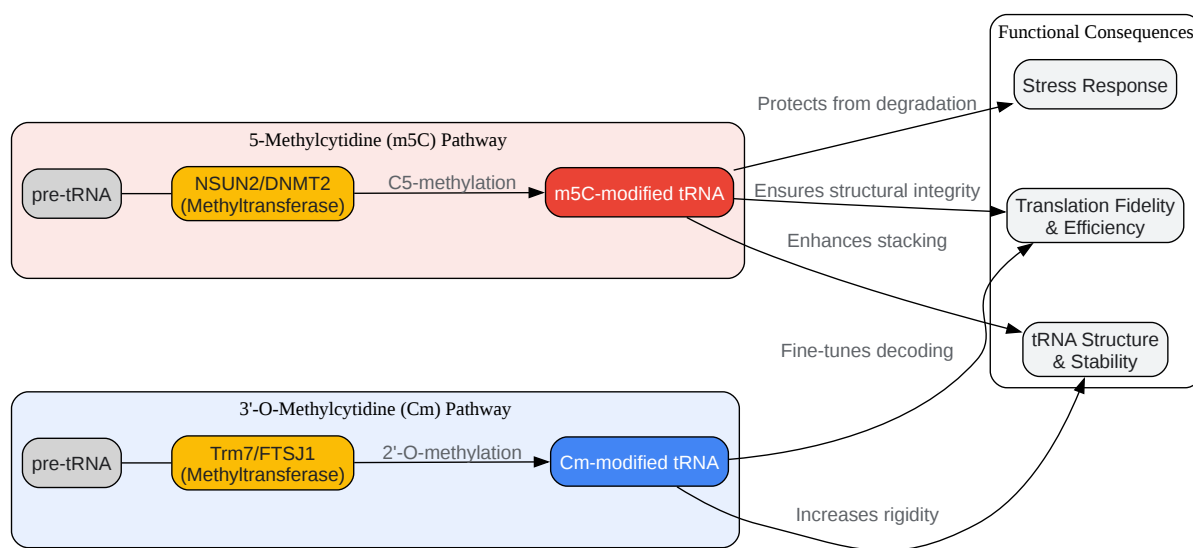 Functional Consequences
Stress Response
Protects from degradation
5-Methylcytidine (m5C) Pathway
pre-tRNA
NSUN2/DNMT2
(Methyltransferase)
C5-methylation
m5C-modified tRNA
Ensures structural integrity
Translation Fidelity
& Efficiency
Enhances stacking
Fine-tunes decoding
tRNA Structure
& Stability
3'-O-Methylcytidine (Cm) Pathway
pre-tRNA
Trm7/FTSJ1
(Methyltransferase)
2'-O-methylation
Cm-modified tRNA
Increases rigidity